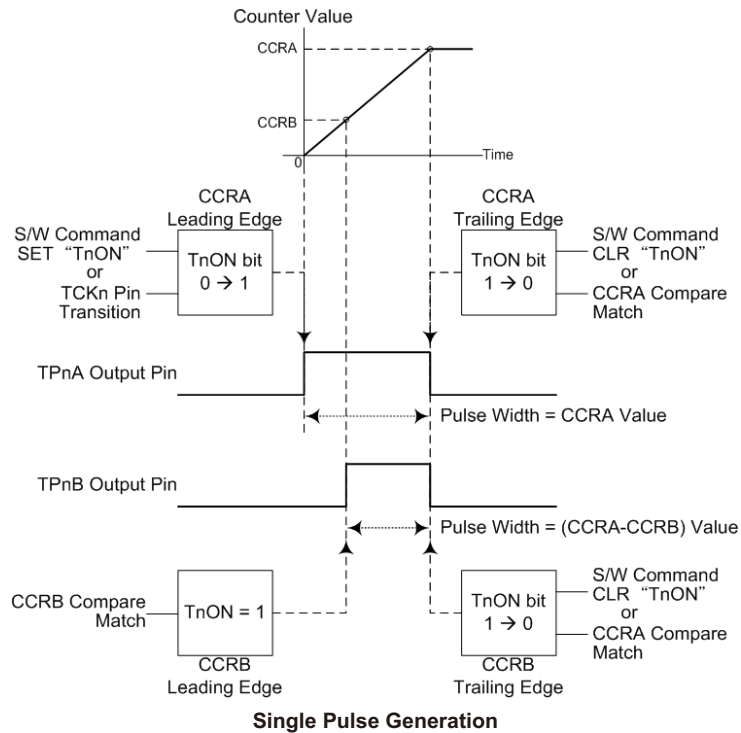 Counter Value
CCRA
CCRB
0
Time
CCRA
Leading Edge
S/W Command
SET “TnON”
or
TCKn Pin
Transition
TnON bit
0 → 1
CCRA
Trailing Edge
TnON bit
1 → 0
S/W Command
CLR “TnON”
or
CCRA Compare
Match
TPnA Output Pin
Pulse Width = CCRA Value
TPnB Output Pin
Pulse Width = (CCRA-CCRB) Value
CCRB Compare
Match
TnON = 1
CCRB
Leading Edge
TnON bit
1 → 0
S/W Command
CLR “TnON”
or
CCRA Compare
Match
CCRB
Trailing Edge
Single Pulse Generation